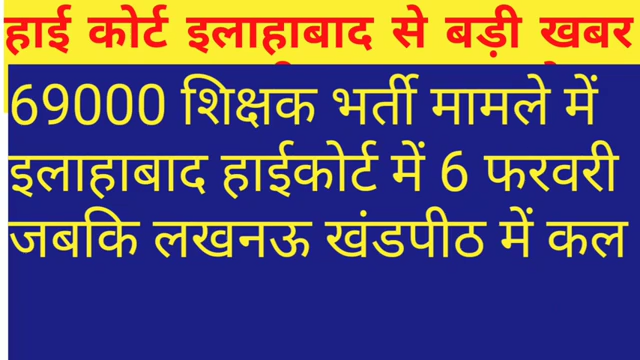 हाई कोर्ट इलाहाबाद से बड़ी खबर
69000 शिक्षक भर्ती मामले में
इलाहाबाद हाईकोर्ट में 6 फरवरी
जबकि लखनऊ खंडपीठ में कल